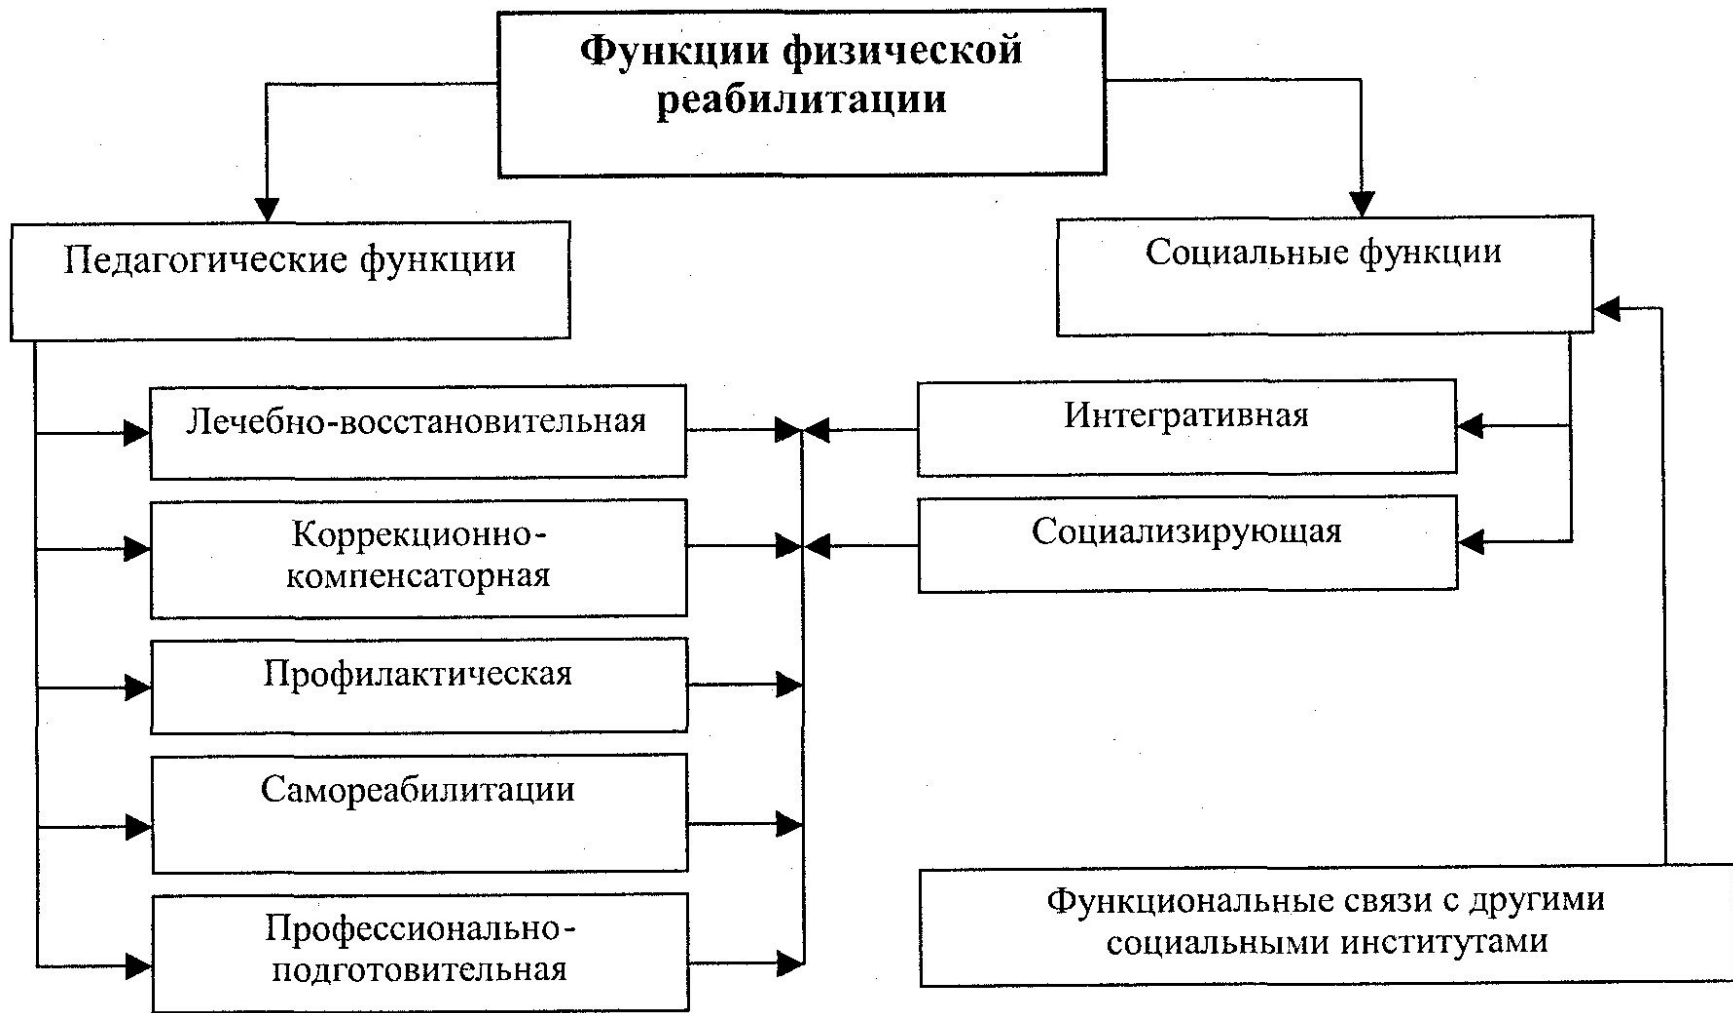 Функции физической
реабилитации
Педагогические функции
Социальные функции
Лечебно-восстановительная
Коррекционно-
компенсаторная
Профилактическая
Самореабилитации
Профессионально-
подготовительная
Интегративная
Социализирующая
Функциональные связи с другими
социальными институтами